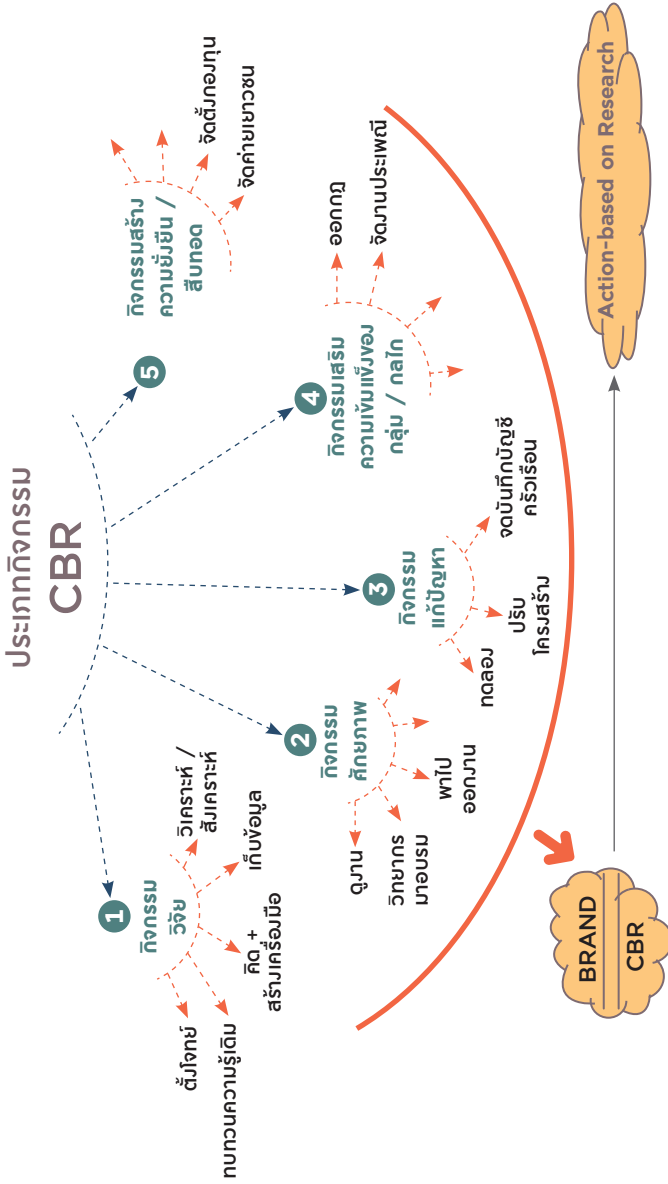 ประเภทกิจกรรม
CBR
1
กิจกรรม
วิจัย
ตั้งโจทย์
ทบทวนความรู้เดิม
คิด +
สร้างเครื่องมือ
เก็บข้อมูล
วิเคราะห์ /
สังเคราะห์
2
กิจกรรม
ศักยภาพ
ดูงาน
วิทยากร
มาอบรม
พาไป
ออกงาน
3
กิจกรรม
แก้ปัญหา
ทดลอง
ปรับ
โครงสร้าง
จดบันทึกบัญชี
ครัวเรือน
4
กิจกรรมเสริม
ความเข้มแข็งของ
กลุ่ม / กลไก
ออกกฎ
จัดงานประเพณี
5
กิจกรรมสร้าง
ความยั่งยืน /
สืบทอด
จัดตั้งกองทุน
จัดค่ายเยาวชน
BRAND
CBR
Action-based on Research